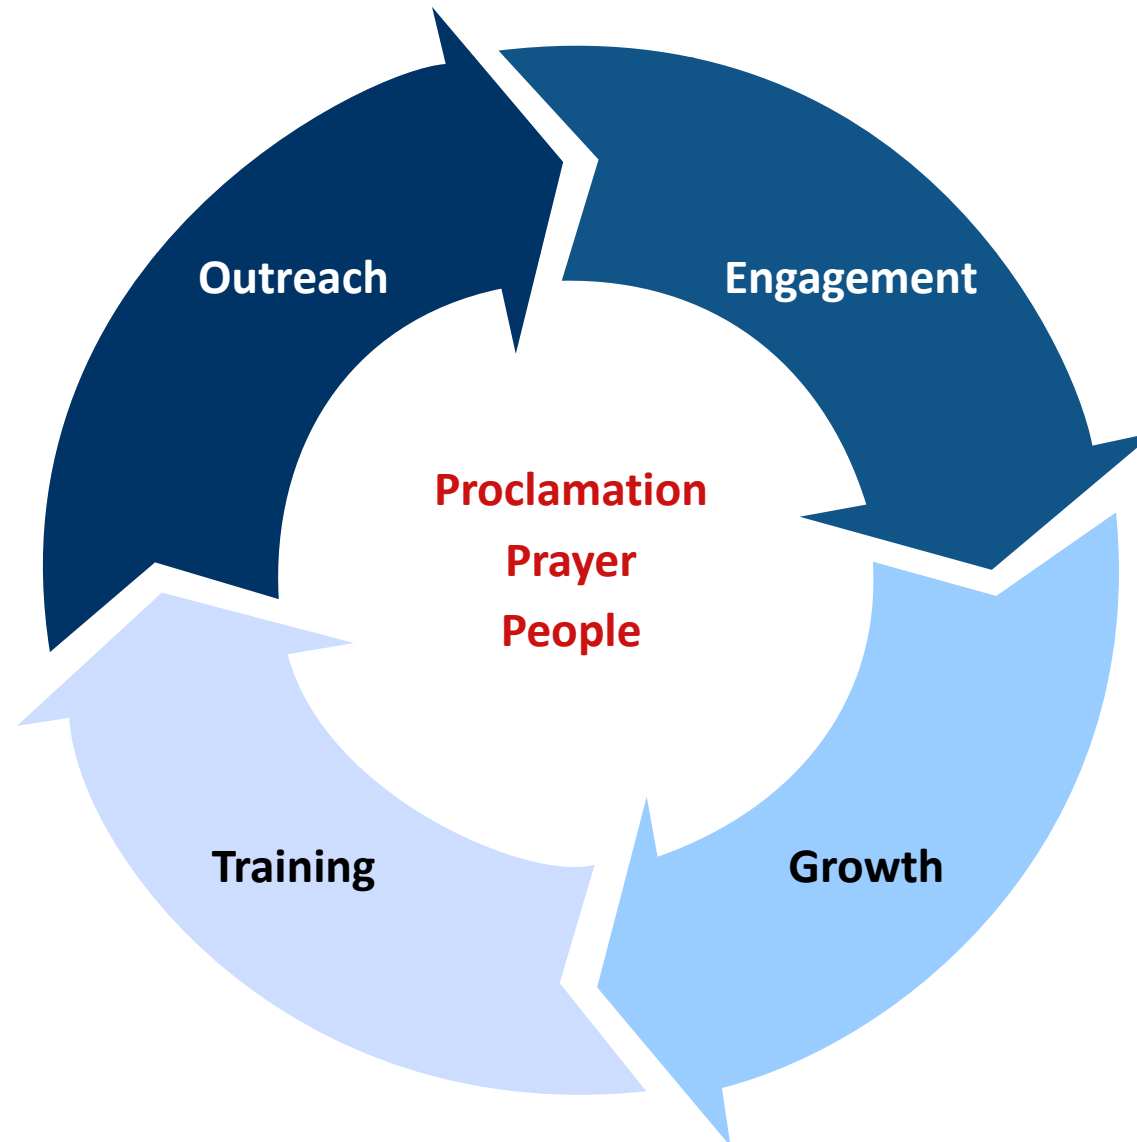 Outreach
Engagement
Proclamation
Prayer
People
Training
Growth